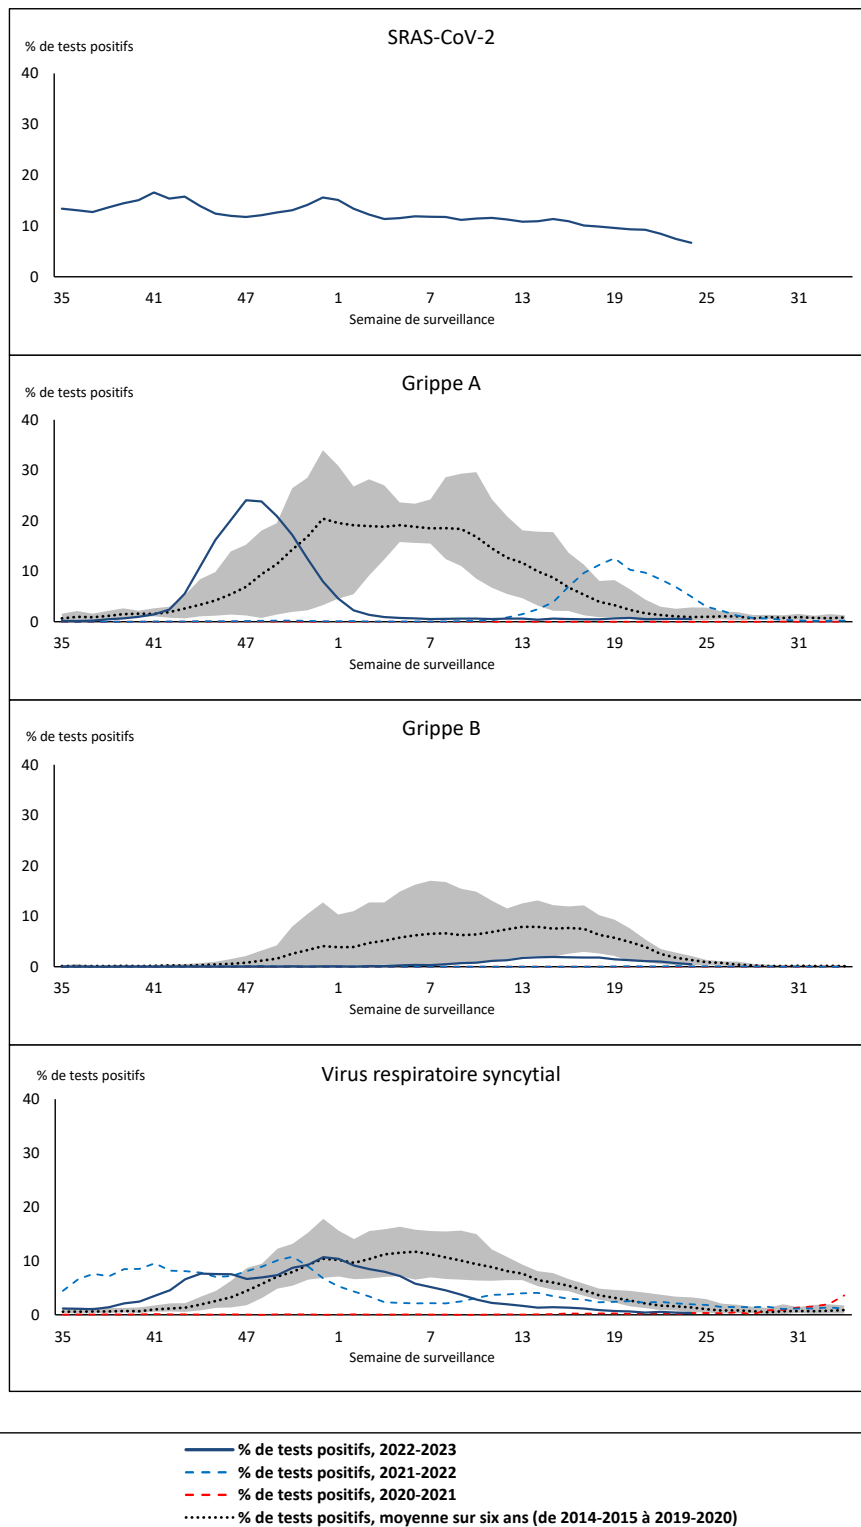 SRAS-CoV-2
% de tests positifs
40
30
20
10
0
35 41 47 1 7 13 19 25 31
Semaine de surveillance
Grippe A
% de tests positifs
40
30
20
10
0
35 41 47 1 7 13 19 25 31
Semaine de surveillance
Grippe B
% de tests positifs
40
30
20
10
0
35 41 47 1 7 13 19 25 31
Semaine de surveillance
Virus respiratoire syncytial
% de tests positifs
40
30
20
10
0
35 41 47 1 7 13 19 25 31
Semaine de surveillance
% de tests positifs, 2022-2023
% de tests positifs, 2021-2022
% de tests positifs, 2020-2021
% de tests positifs, moyenne sur six ans (de 2014-2015 à 2019-2020)